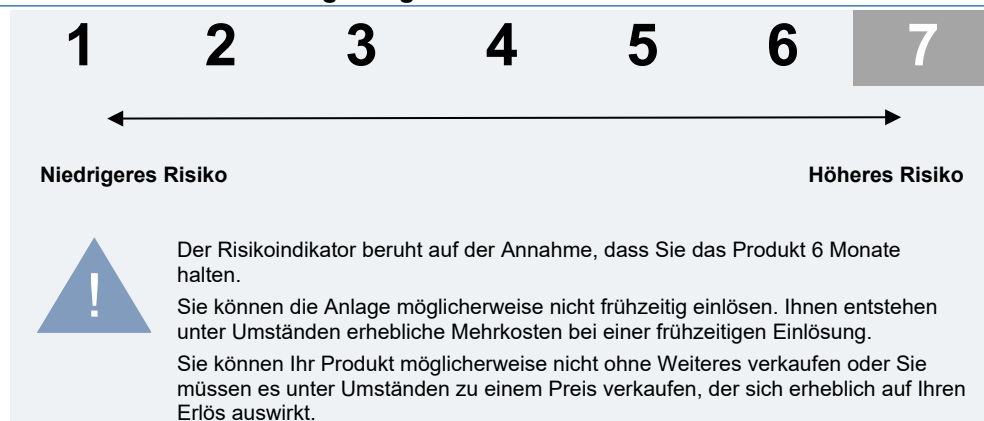 1 2 3 4 5 6 7
Niedrigeres Risiko Höheres Risiko
! Der Risikoindikator beruht auf der Annahme, dass Sie das Produkt 6 Monate
halten.
Sie können die Anlage möglicherweise nicht frühzeitig einlösen. Ihnen entstehen
unter Umständen erhebliche Mehrkosten bei einer frühzeitigen Einlösung.
Sie können Ihr Produkt möglicherweise nicht ohne Weiteres verkaufen oder Sie
müssen es unter Umständen zu einem Preis verkaufen, der sich erheblich auf Ihren
Erlös auswirkt.